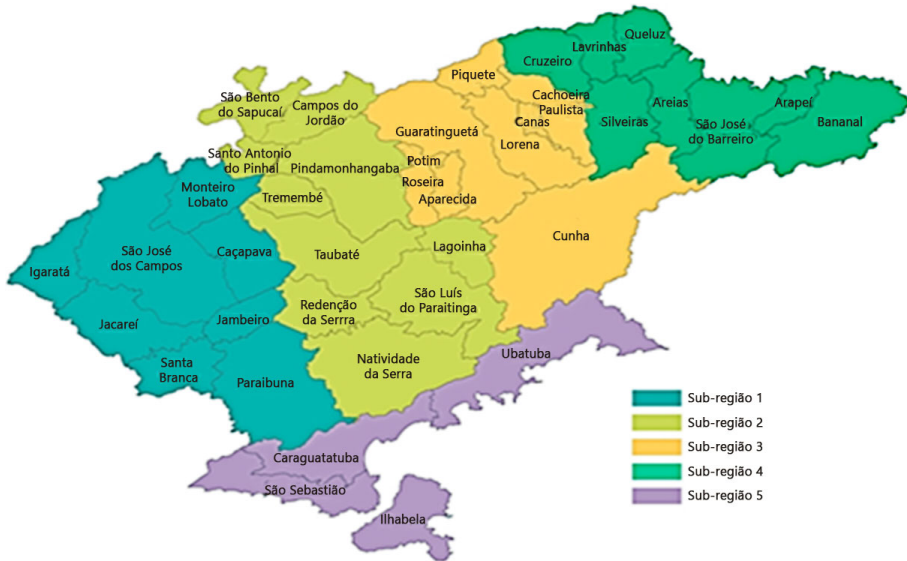 Queluz
Lavrinhas
Cruzeiro
Piquete
São Bento
do Sapucaí
Campos do
Jordão
Cachoeira
Paulista
Areias
Arapeí
Guaratinguetá
Canas
Silveiras
São José
do Barreiro
Bananal
Lorena
Santo Antonio
do Pinhal
Pindamonhangaba
Potim
Roseira
Aparecida
Monteiro
Lobato
Tremembé
Cunha
São José
dos Campos
Caçapava
Taubaté
Lagoinha
Igaratá
São Luís
do Paraitinga
Redenção
da Serrra
Jacareí
Jambeiro
Santa
Branca
Paraibuna
Natividade
da Serra
Ubatuba
Caraguatatuba
São Sebastião
Ilhabela
Sub-região 1
Sub-região 2
Sub-região 3
Sub-região 4
Sub-região 5